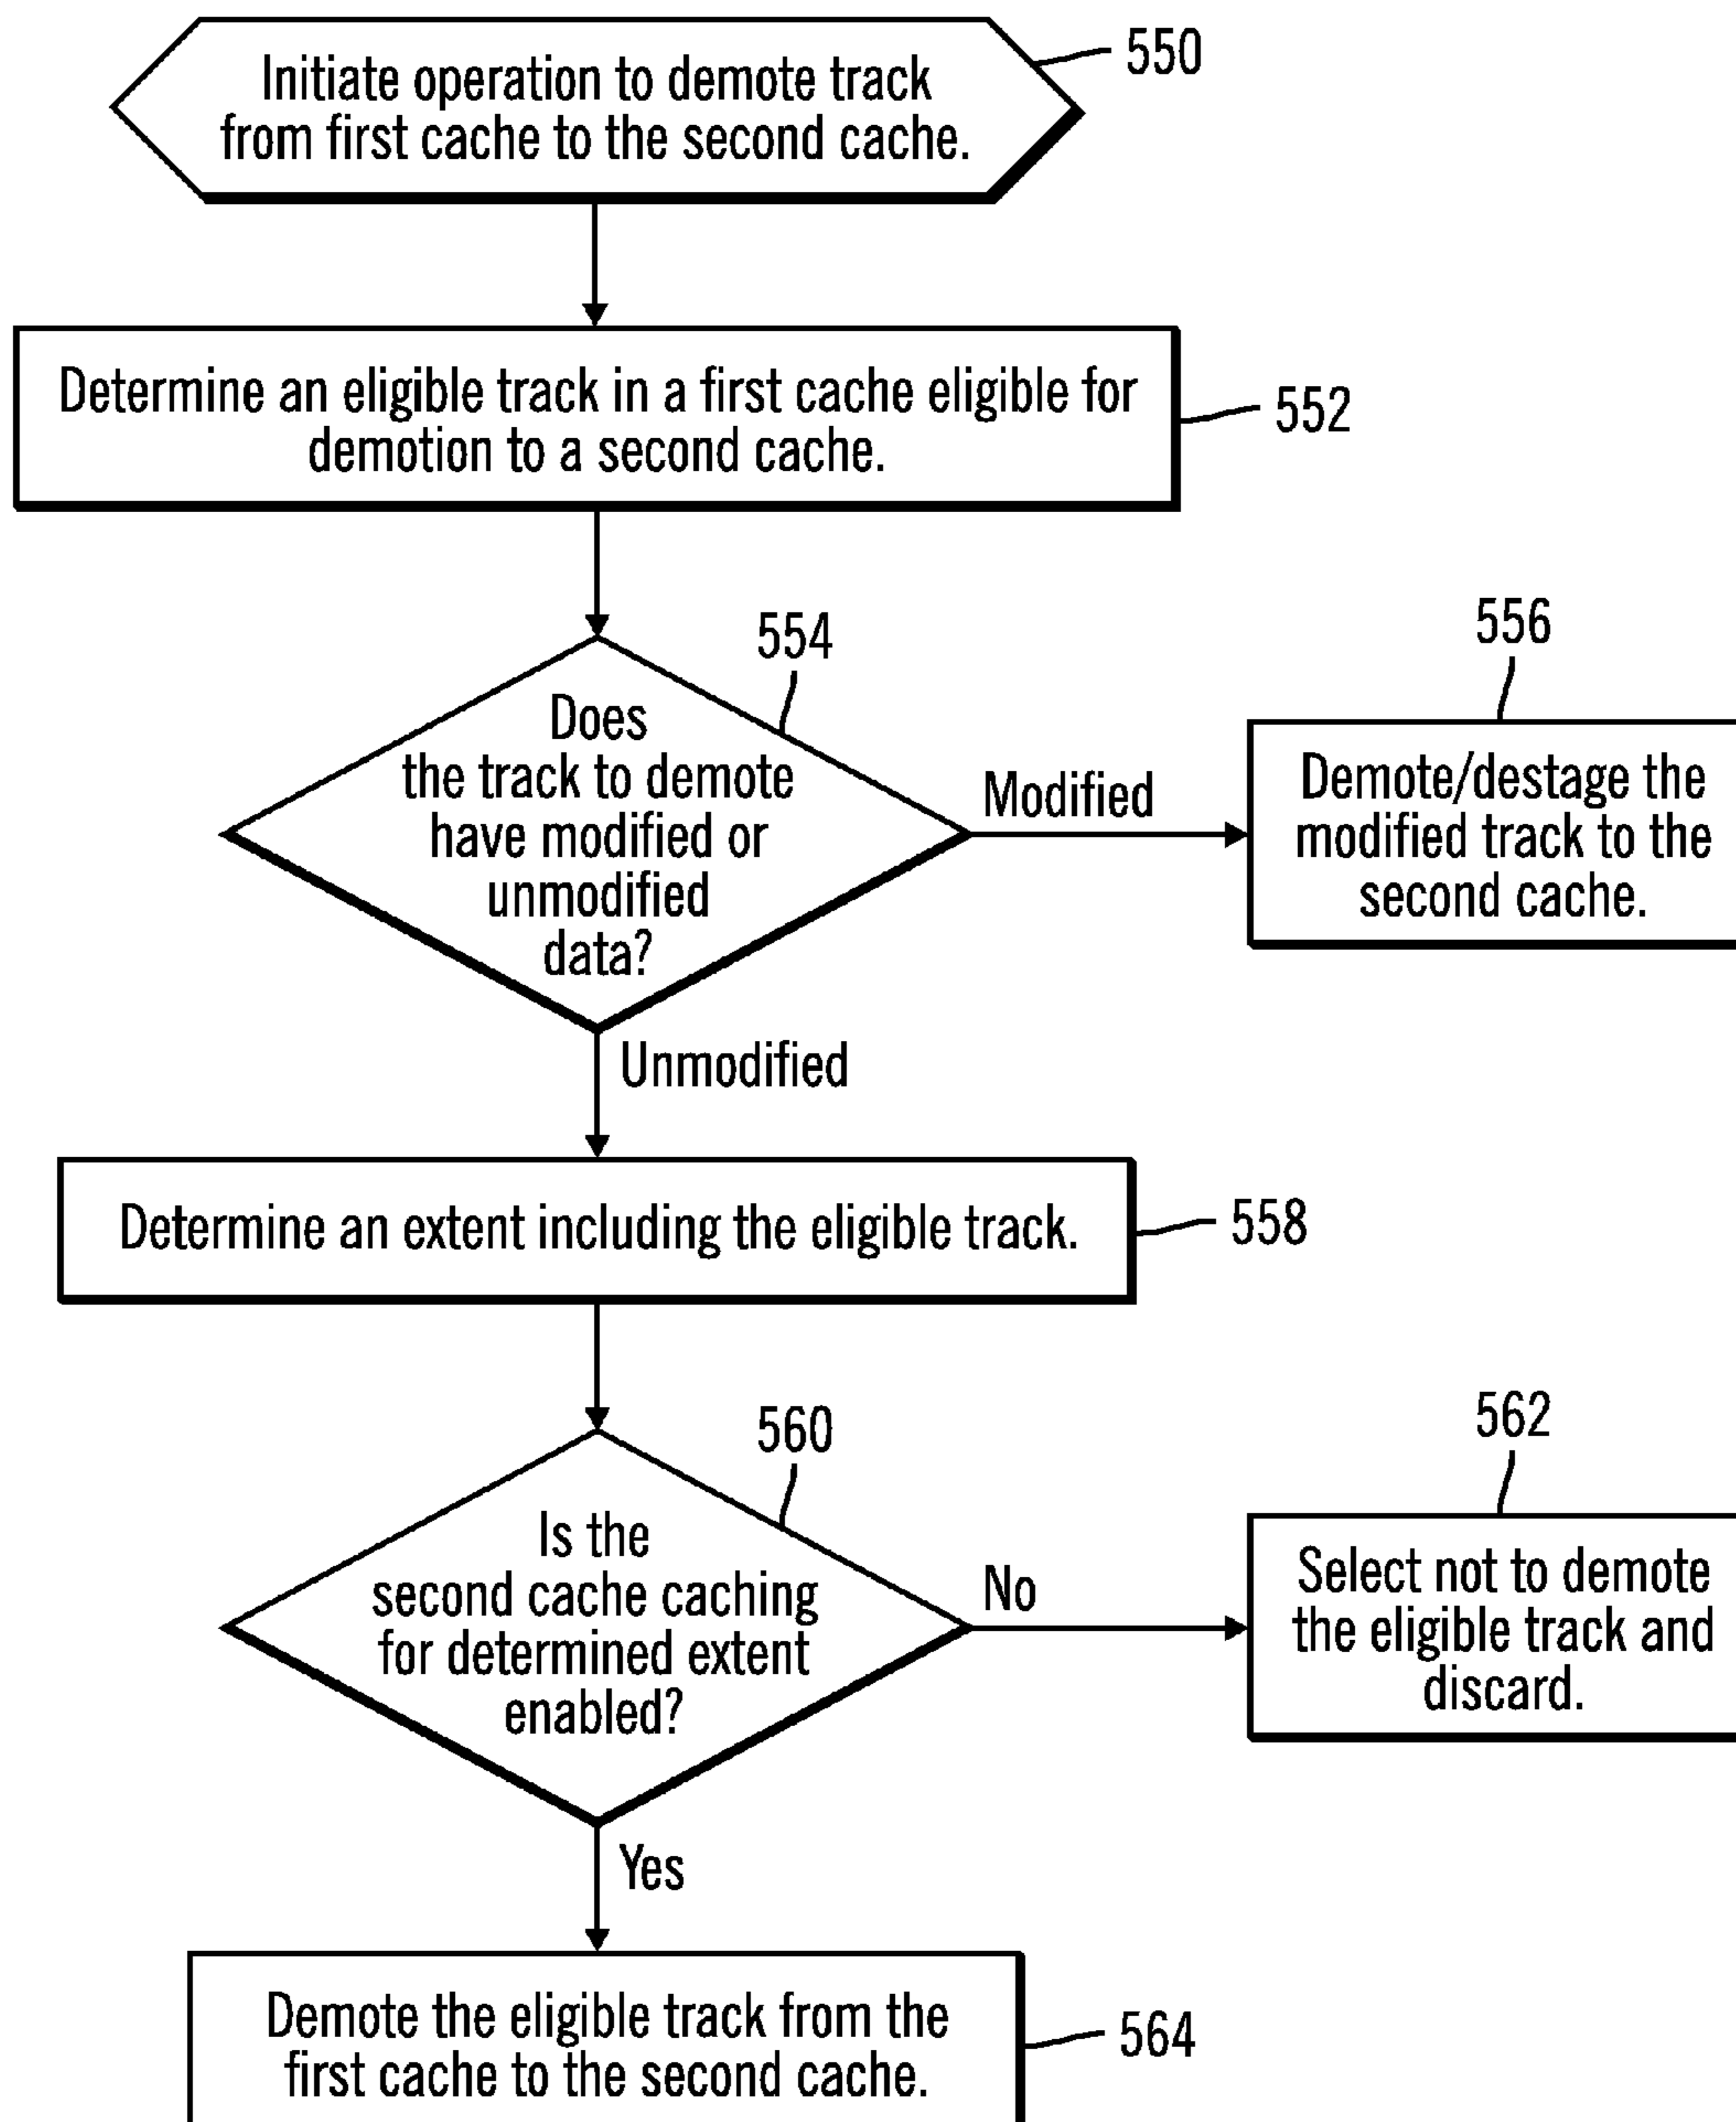 Initiate operation to demote track
from first cache to the second cache.
550
Determine an eligible track in a first cache eligible for
demotion to a second cache.
552
554
Does
the track to demote
have modified or
unmodified
data?
Modified
556
Demote/destage the
modified track to the
second cache.
Unmodified
Determine an extent including the eligible track.
558
560
Is the
second cache caching
for determined extent
enabled?
No
562
Select not to demote
the eligible track and
discard.
Yes
Demote the eligible track from the
first cache to the second cache.
564